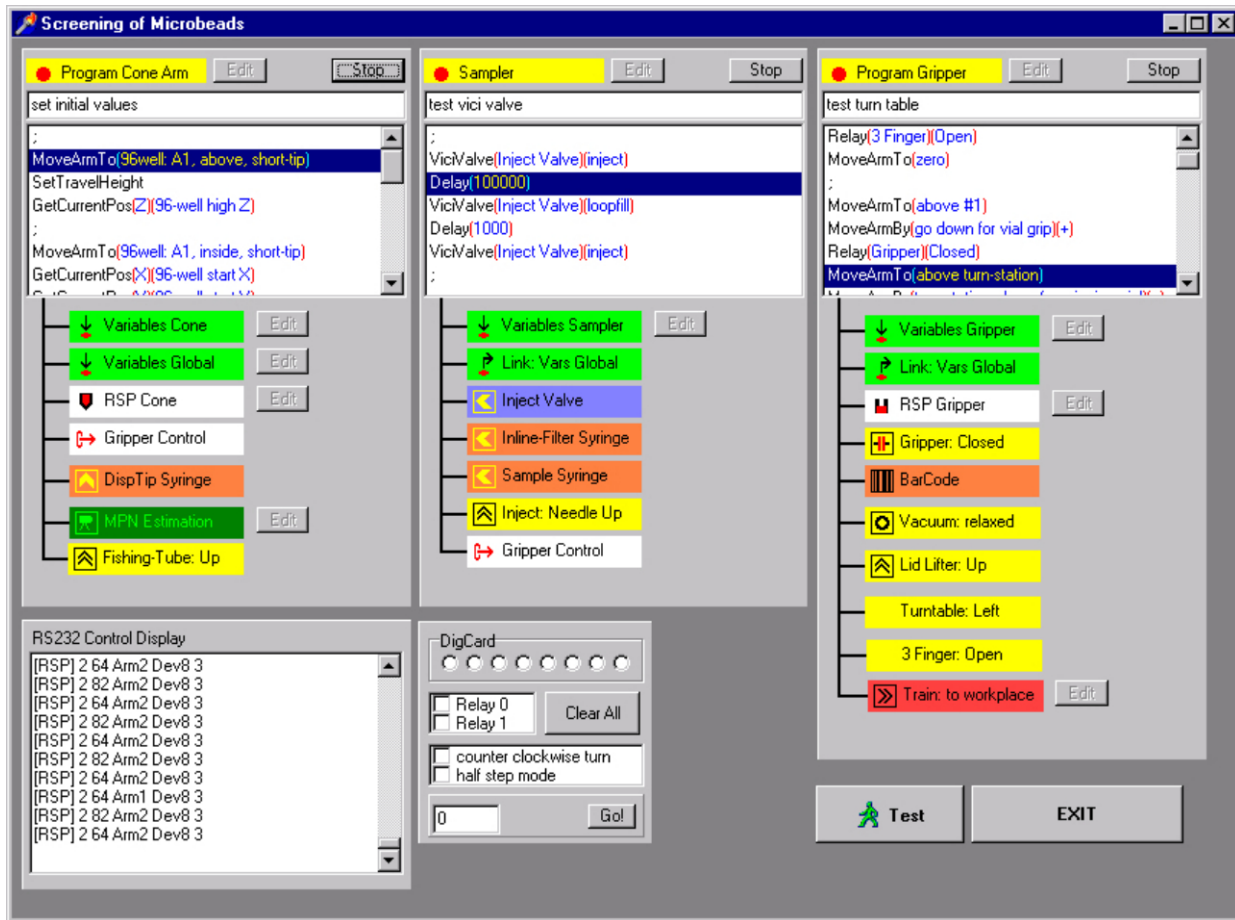 Screening of Microbeads
Program Cone Arm Edit Stop
set initial values
;
MoveArmTo(96well: A1, above, short-tip)
SetTravelHeight
GetCurrentPos(Z)(96-well high Z)
;
MoveArmTo(96well: A1, inside, short-tip)
GetCurrentPos(X)(96-well start X)
Variables Cone Edit
Variables Global Edit
RSP Cone Edit
Gripper Control
DispTip Syringe
MPN Estimation Edit
Fishing-Tube: Up
Sampler Edit Stop
test vici valve
;
ViciValve(Inject Valve)(inject)
Delay(100000)
ViciValve(Inject Valve)(loopfill)
Delay(1000)
ViciValve(Inject Valve)(inject)
;
Variables Sampler Edit
Link: Vars Global
Inject Valve
Inline-Filter Syringe
Sample Syringe
Inject: Needle Up
Gripper Control
Program Gripper Edit Stop
test turn table
Relay(3 Finger)(Open)
MoveArmTo(zero)
;
MoveArmTo(above #1)
MoveArmBy(go down for vial grip)(+)
Relay(Gripper)(Closed)
MoveArmTo(above turn-station)
Variables Gripper Edit
Link: Vars Global
RSP Gripper Edit
Gripper: Closed
BarCode
Vacuum: relaxed
Lid Lifter: Up
Turntable: Left
3 Finger: Open
Train: to workplace Edit
RS232 Control Display
[RSP] 2 64 Arm2 Dev8 3
[RSP] 2 82 Arm2 Dev8 3
[RSP] 2 64 Arm2 Dev8 3
[RSP] 2 82 Arm2 Dev8 3
[RSP] 2 64 Arm2 Dev8 3
[RSP] 2 82 Arm2 Dev8 3
[RSP] 2 64 Arm2 Dev8 3
[RSP] 2 64 Arm1 Dev8 3
[RSP] 2 82 Arm2 Dev8 3
[RSP] 2 64 Arm2 Dev8 3
DigCard
Relay 0
Relay 1
Clear All
counter clockwise turn
half step mode
0 Go!
Test
EXIT